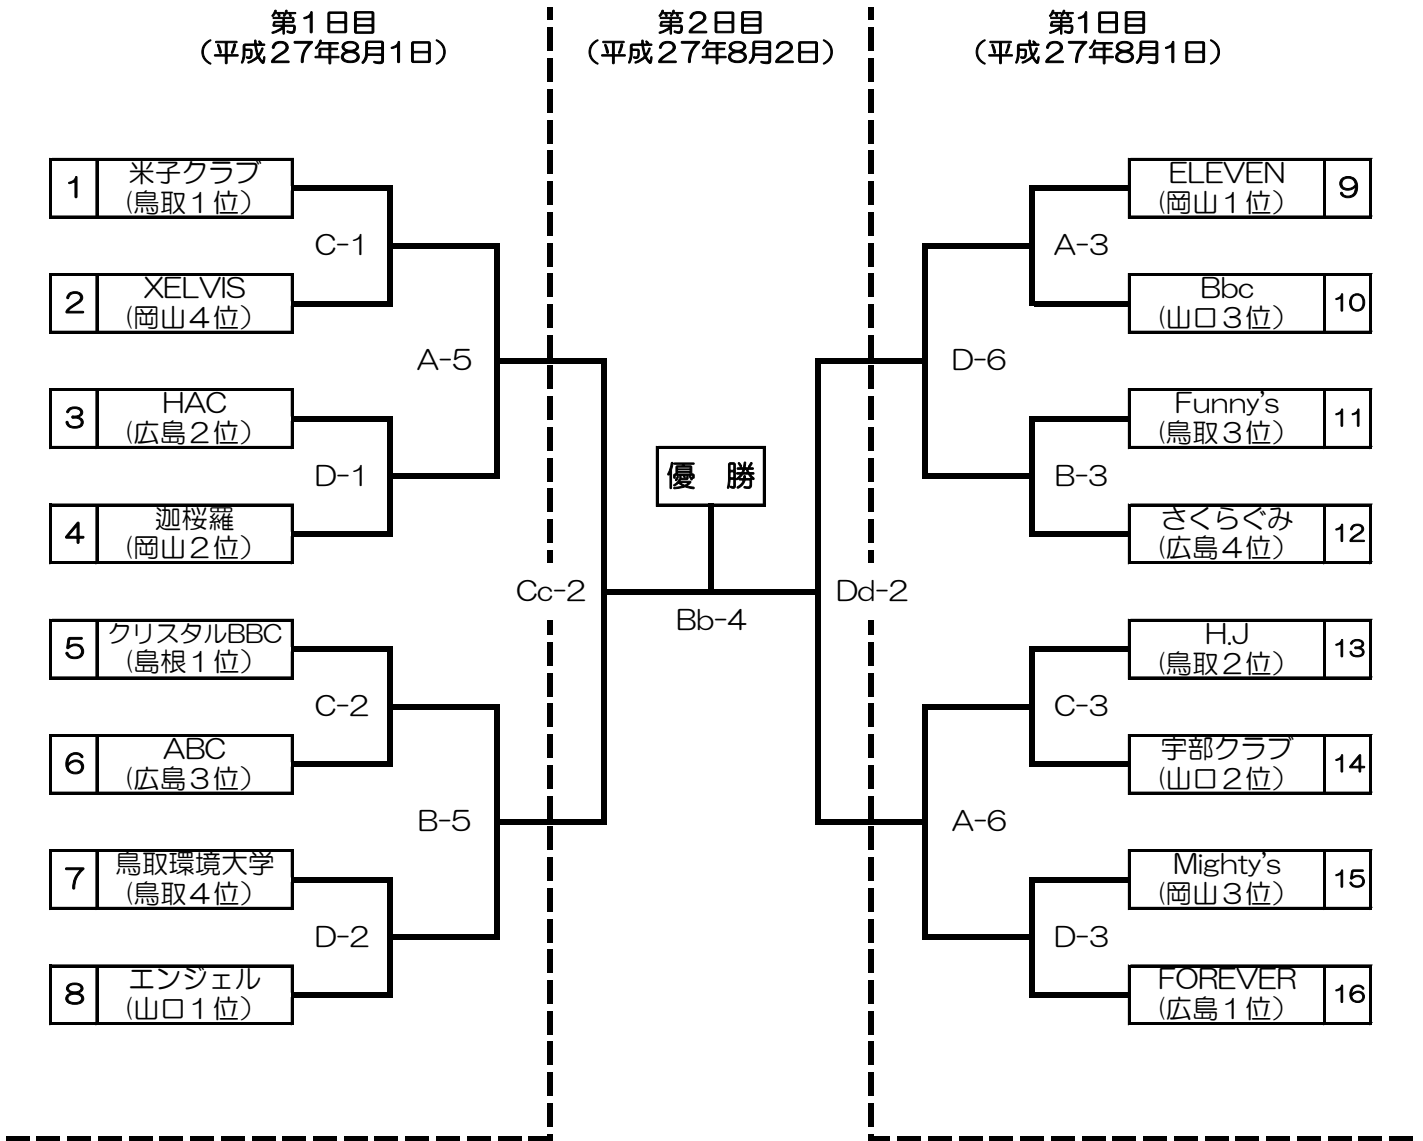 第１日目
（平成２７年８月１日）
第２日目
（平成２７年８月２日）
第1日目
（平成２７年８月１日）
1
米子クラブ
(鳥取１位）
C-1
2
XELVIS
(岡山４位）
A-5
3
HAC
(広島２位）
D-1
4
迦桜羅
(岡山２位）
Cc-2
5
クリスタルBBC
(島根１位）
C-2
6
ABC
(広島３位）
B-5
7
鳥取環境大学
(鳥取４位）
D-2
8
エンジェル
(山口１位）
優　勝
Bb-4
ELEVEN
(岡山１位）
9
A-3
Bbc
(山口３位）
10
D-6
Funny's
(鳥取３位）
11
B-3
さくらぐみ
(広島４位）
12
Dd-2
H.J
(鳥取２位）
13
C-3
宇部クラブ
(山口２位）
14
A-6
Mighty's
(岡山３位）
15
D-3
FOREVER
(広島１位）
16